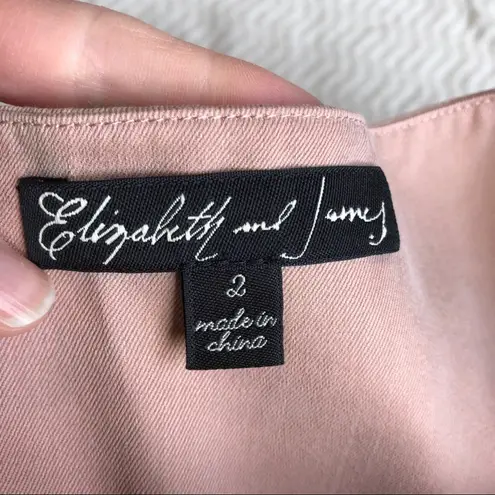 Elizabeth and James
2
made in
china